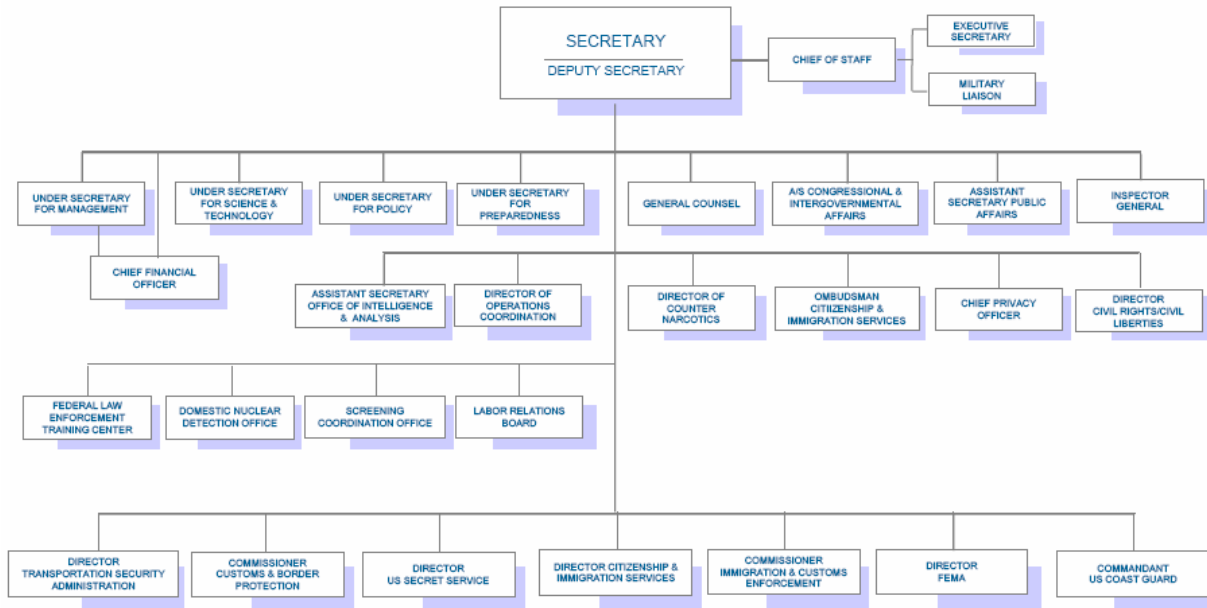 SECRETARY
DEPUTY SECRETARY
CHIEF OF STAFF
EXECUTIVE
SECRETARY
MILITARY
LIAISON
UNDER SECRETARY
FOR MANAGEMENT
UNDER SECRETARY
FOR SCIENCE &
TECHNOLOGY
UNDER SECRETARY
FOR POLICY
UNDER SECRETARY
FOR
PREPAREDNESS
GENERAL COUNSEL
A/S CONGRESSIONAL &
INTERGOVERNMENTAL
AFFAIRS
ASSISTANT
SECRETARY PUBLIC
AFFAIRS
INSPECTOR
GENERAL
CHIEF FINANCIAL
OFFICER
ASSISTANT SECRETARY
OFFICE OF INTELLIGENCE
& ANALYSIS
DIRECTOR OF
OPERATIONS
COORDINATION
DIRECTOR OF
COUNTER
NARCOTICS
OMBUDSMAN
CITIIZENSHIP &
IMMIGRATION SERVICES
CHIEF PRIVACY
OFFICER
DIRECTOR
CIVIL RIGHTS/CIVIL
LIBERTIES
FEDERAL LAW
ENFORCEMENT
TRAINING CENTER
DOMESTIC NUCLEAR
DETECTION OFFICE
SCREENING
COORDINATION OFFICE
LABOR RELATIONS
BOARD
DIRECTOR
TRANSPORTATION SECURITY
ADMINISTRATION
COMMISSIONER
CUSTOMS & BORDER
PROTECTION
DIRECTOR
US SECRET SERVICE
DIRECTOR CITIZENSHIP &
IMMIGRATION SERVICES
COMMISSIONER
IMMIGRATION & CUSTOMS
ENFORCEMENT
DIRECTOR
FEMA
COMMANDANT
US COAST GUARD